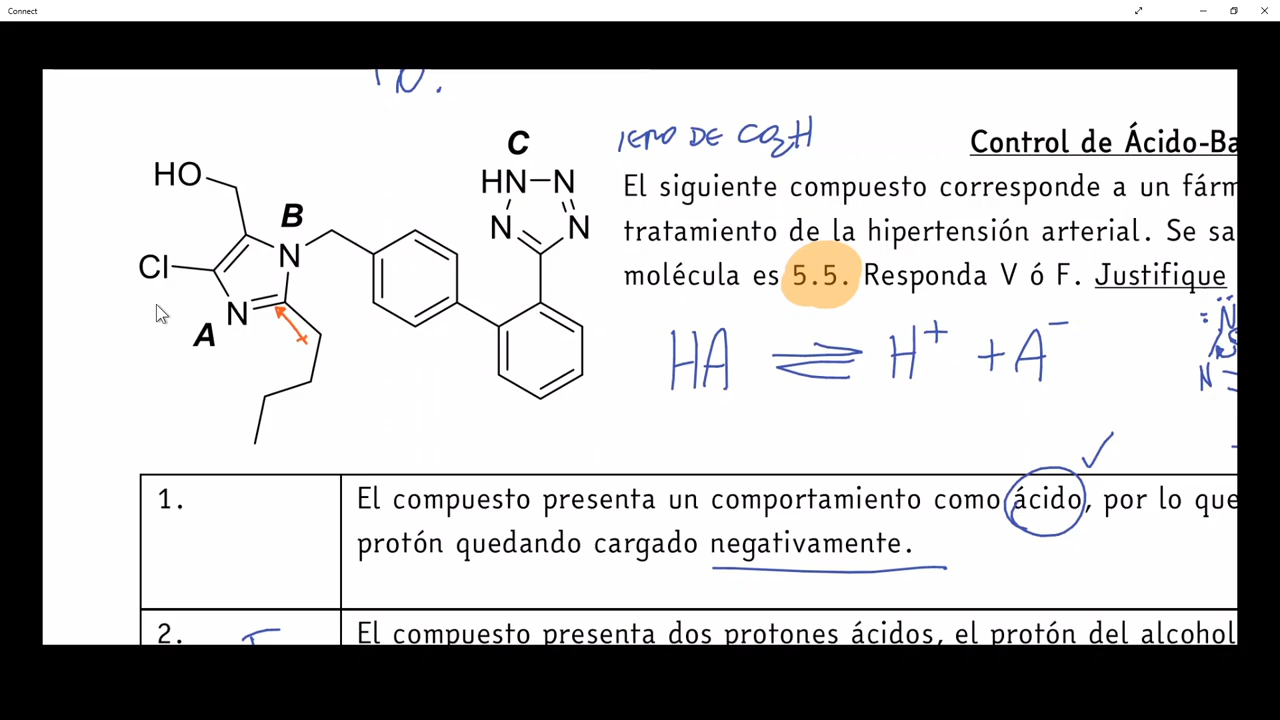 Connect
C
HN
N
N
N
HO
B
Cl
N
N
A
CO2H
Control de Ácido-Ba
El siguiente compuesto corresponde a un fárm
tratamiento de la hipertensión arterial. Se sa
molécula es 5.5. Responda V ó F. Justifique
N
N
HA ⇌ H+ + A−
1. El compuesto presenta un comportamiento como ácido, por lo que
protón quedando cargado negativamente.
2. El compuesto presenta dos protones ácidos, el protón del alcohol